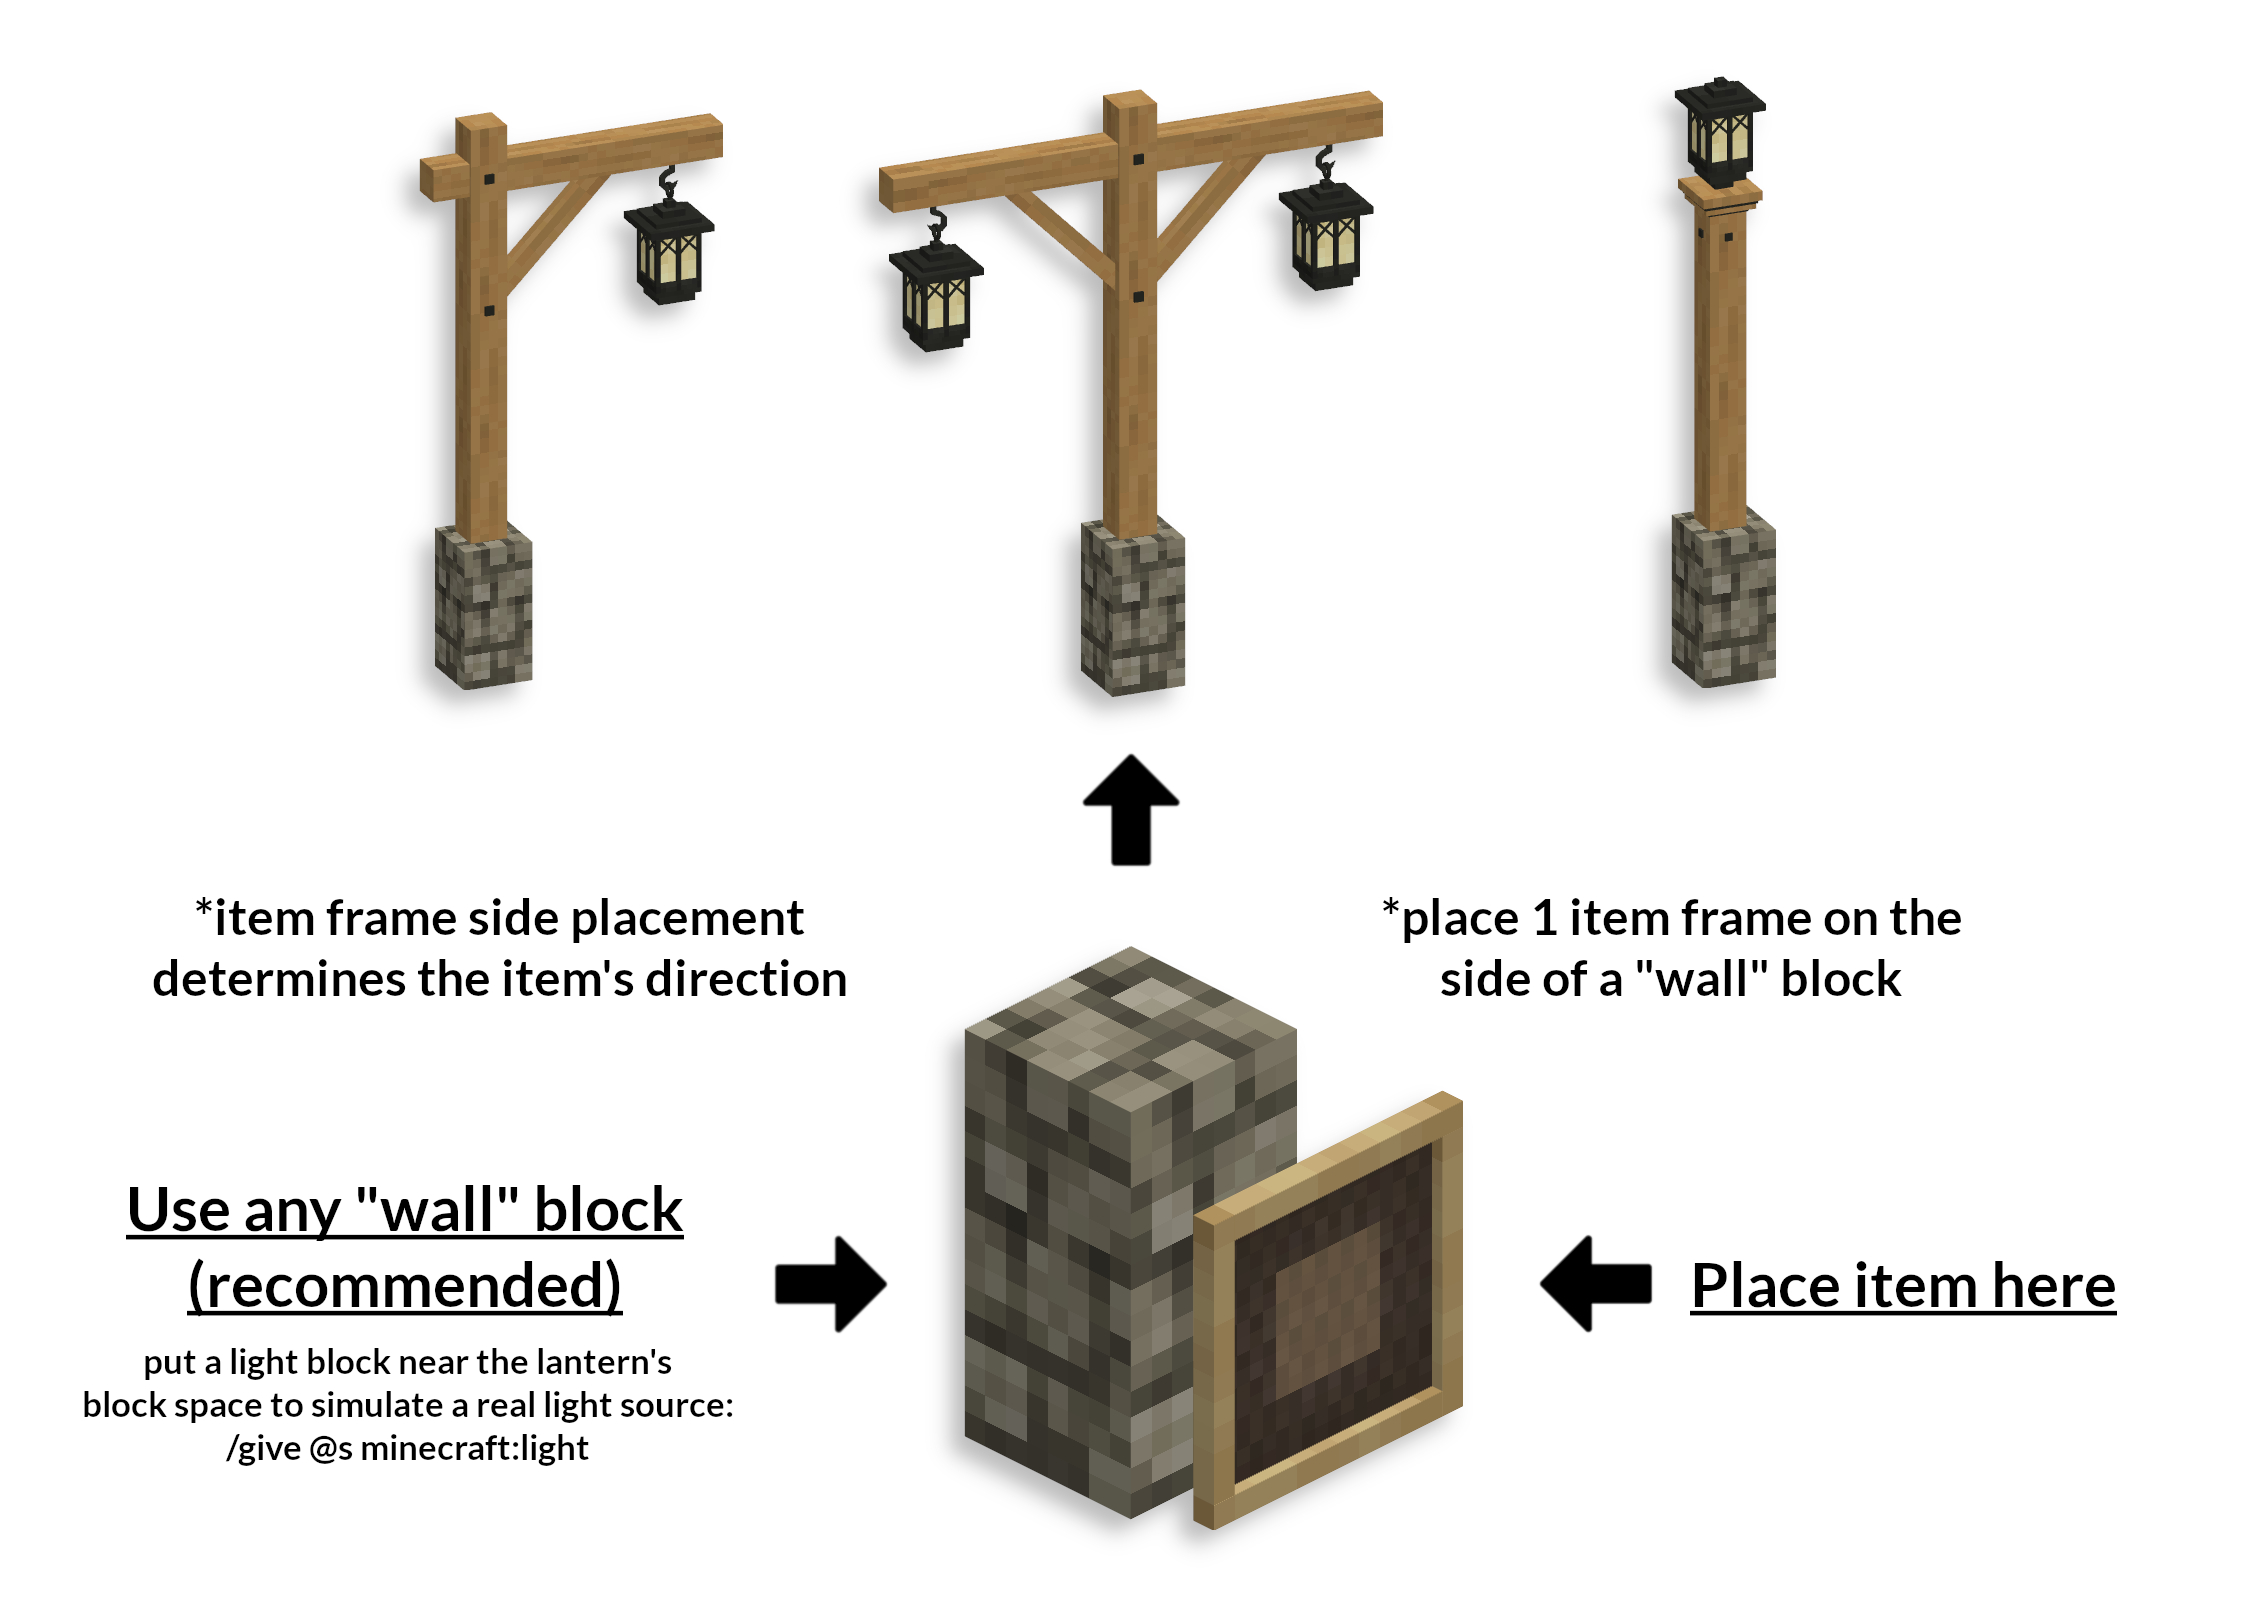 *item frame side placement
determines the item's direction
*place 1 item frame on the
side of a "wall" block
Use any "wall" block
(recommended)
put a light block near the lantern's
block space to simulate a real light source:
/give @s minecraft:light
Place item here